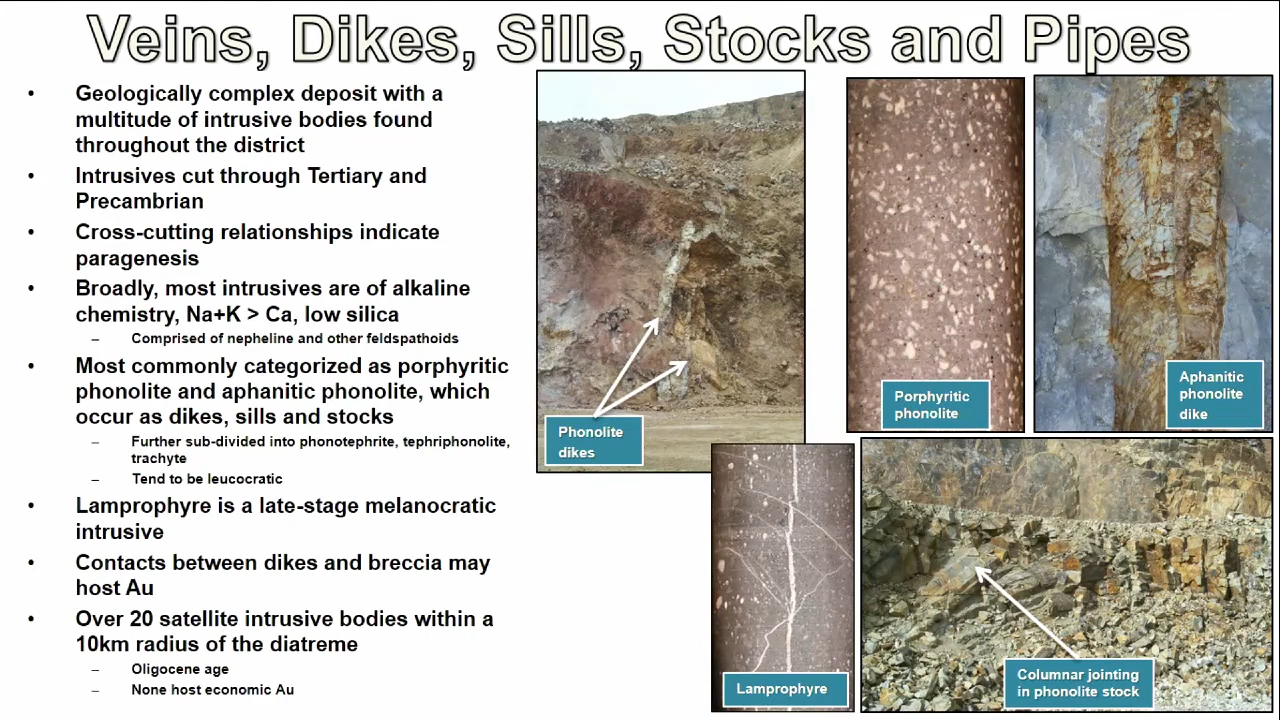 Veins, Dikes, Sills, Stocks and Pipes
• Geologically complex deposit with a
multitude of intrusive bodies found
throughout the district
• Intrusives cut through Tertiary and
Precambrian
• Cross-cutting relationships indicate
paragenesis
• Broadly, most intrusives are of alkaline
chemistry, Na+K > Ca, low silica
– Comprised of nepheline and other feldspathoids
• Most commonly categorized as porphyritic
phonolite and aphanitic phonolite, which
occur as dikes, sills and stocks
– Further sub-divided into phonotephrite, tephriphonolite,
trachyte
– Tend to be leucocratic
• Lamprophyre is a late-stage melanocratic
intrusive
• Contacts between dikes and breccia may
host Au
• Over 20 satellite intrusive bodies within a
10km radius of the diatreme
– Oligocene age
– None host economic Au
Phonolite
dikes
Porphyritic
phonolite
Aphanitic
phonolite
dike
Lamprophyre
Columnar jointing
in phonolite stock